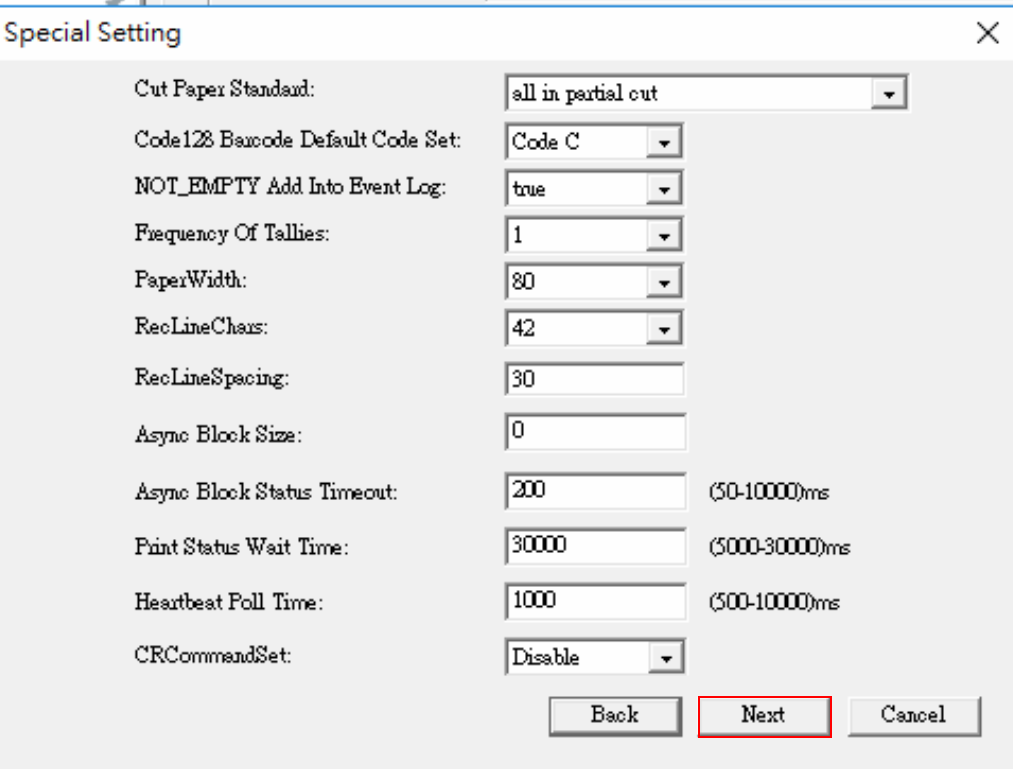 Special Setting
Cut Paper Standard: all in partial cut
Code128 Barcode Default Code Set: Code C
NOT_EMPTY Add Into Event Log: true
Frequency Of Tallies: 1
PaperWidth: 80
RecLineChars: 42
RecLineSpacing: 30
Async Block Size: 0
Async Block Status Timeout: 200 (50-10000)ms
Print Status Wait Time: 30000 (5000-30000)ms
Heartbeat Poll Time: 1000 (500-10000)ms
CRCommandSet: Disable
Back Next Cancel